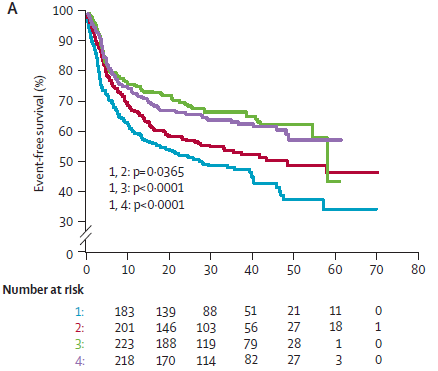 A
100
90
80
70
60
50
40
30
0
Event-free survival (%)
1, 2: p=0·0365
1, 3: p<0·0001
1, 4: p<0·0001
0 10 20 30 40 50 60 70 80
Number at risk
1: 183 139 88 51 21 11 0
2: 201 146 103 56 27 18 1
3: 223 188 119 79 28 1 0
4: 218 170 114 82 27 3 0